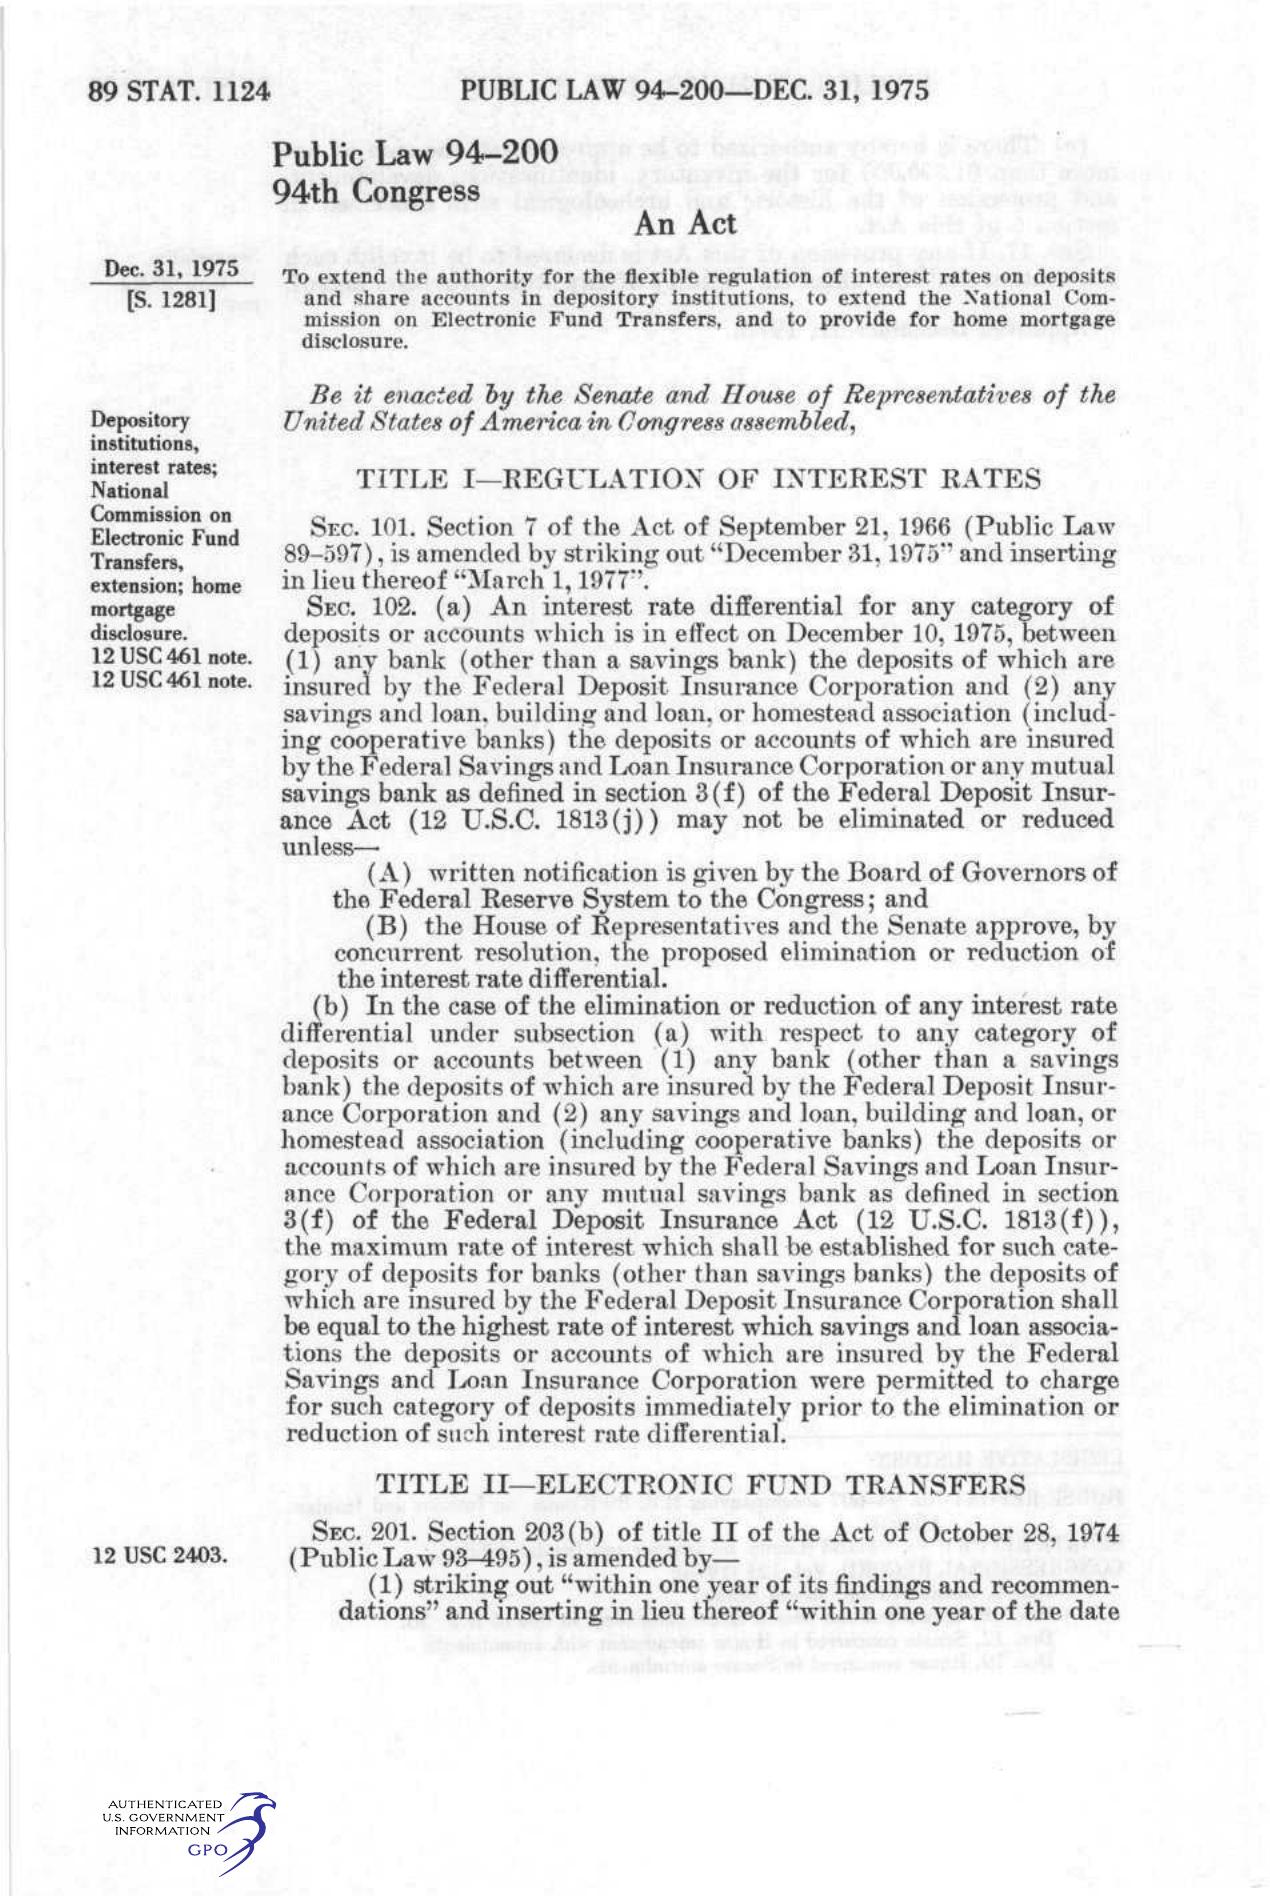 89 STAT. 1124
PUBLIC LAW 94–200—DEC. 31, 1975
Public Law 94–200
94th Congress
An Act
Dec. 31, 1975
[S. 1281]
To extend the authority for the flexible regulation of interest rates on deposits
and share accounts in depository institutions, to extend the National Com-
mission on Electronic Fund Transfers, and to provide for home mortgage
disclosure.
Be it enacted by the Senate and House of Representatives of the
United States of America in Congress assembled,
Depository
institutions,
interest rates;
National
Commission on
Electronic Fund
Transfers,
extension; home
mortgage
disclosure.
12 USC 461 note.
12 USC 461 note.
TITLE I—REGULATION OF INTEREST RATES
SEC. 101. Section 7 of the Act of September 21, 1966 (Public Law
89–597), is amended by striking out “December 31, 1975” and inserting
in lieu thereof “March 1, 1977”.
SEC. 102. (a) An interest rate differential for any category of
deposits or accounts which is in effect on December 10, 1975, between
(1) any bank (other than a savings bank) the deposits of which are
insured by the Federal Deposit Insurance Corporation and (2) any
savings and loan, building and loan, or homestead association (includ-
ing cooperative banks) the deposits or accounts of which are insured
by the Federal Savings and Loan Insurance Corporation or any mutual
savings bank as defined in section 3(f) of the Federal Deposit Insur-
ance Act (12 U.S.C. 1813(j)) may not be eliminated or reduced
unless—
(A) written notification is given by the Board of Governors of
the Federal Reserve System to the Congress; and
(B) the House of Representatives and the Senate approve, by
concurrent resolution, the proposed elimination or reduction of
the interest rate differential.
(b) In the case of the elimination or reduction of any interest rate
differential under subsection (a) with respect to any category of
deposits or accounts between (1) any bank (other than a savings
bank) the deposits of which are insured by the Federal Deposit Insur-
ance Corporation and (2) any savings and loan, building and loan, or
homestead association (including cooperative banks) the deposits or
accounts of which are insured by the Federal Savings and Loan Insur-
ance Corporation or any mutual savings bank as defined in section
3(f) of the Federal Deposit Insurance Act (12 U.S.C. 1813(f)),
the maximum rate of interest which shall be established for such cate-
gory of deposits for banks (other than savings banks) the deposits of
which are insured by the Federal Deposit Insurance Corporation shall
be equal to the highest rate of interest which savings and loan associa-
tions the deposits or accounts of which are insured by the Federal
Savings and Loan Insurance Corporation were permitted to charge
for such category of deposits immediately prior to the elimination or
reduction of such interest rate differential.
TITLE II—ELECTRONIC FUND TRANSFERS
SEC. 201. Section 203(b) of title II of the Act of October 28, 1974
12 USC 2403.
(Public Law 93–495), is amended by—
(1) striking out “within one year of its findings and recommen-
dations” and inserting in lieu thereof “within one year of the date
AUTHENTICATED
U.S. GOVERNMENT
INFORMATION
GPO